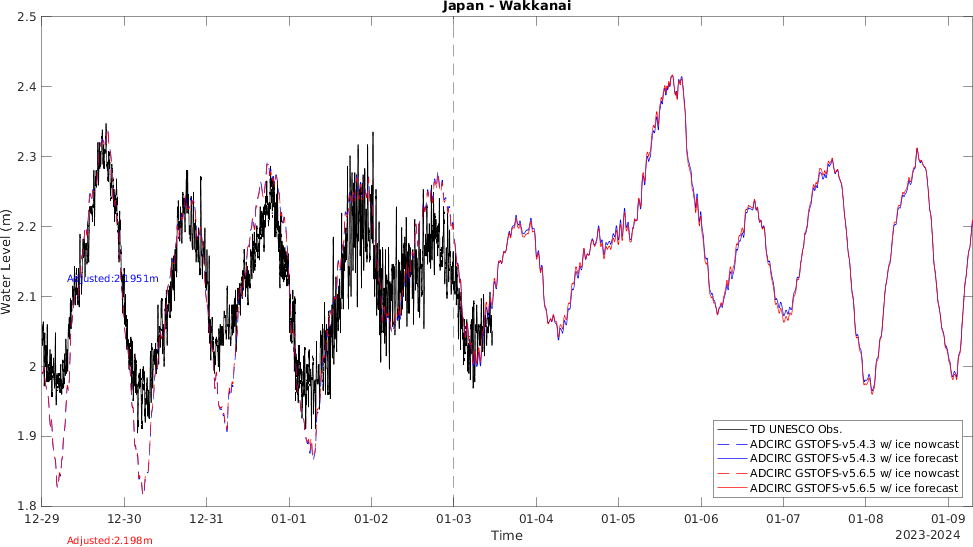 Japan - Wakkanai
2.5
2.4
2.3
2.2
2.1
2
1.9
1.8
Water Level (m)
Adjusted:2.1951m
TD UNESCO Obs.
ADCIRC GSTOFS-v5.4.3 w/ ice nowcast
ADCIRC GSTOFS-v5.4.3 w/ ice forecast
ADCIRC GSTOFS-v5.6.5 w/ ice nowcast
ADCIRC GSTOFS-v5.6.5 w/ ice forecast
12-29 12-30 12-31 01-01 01-02 01-03 01-04 01-05 01-06 01-07 01-08 01-09
Time
2023-2024
Adjusted:2.198m